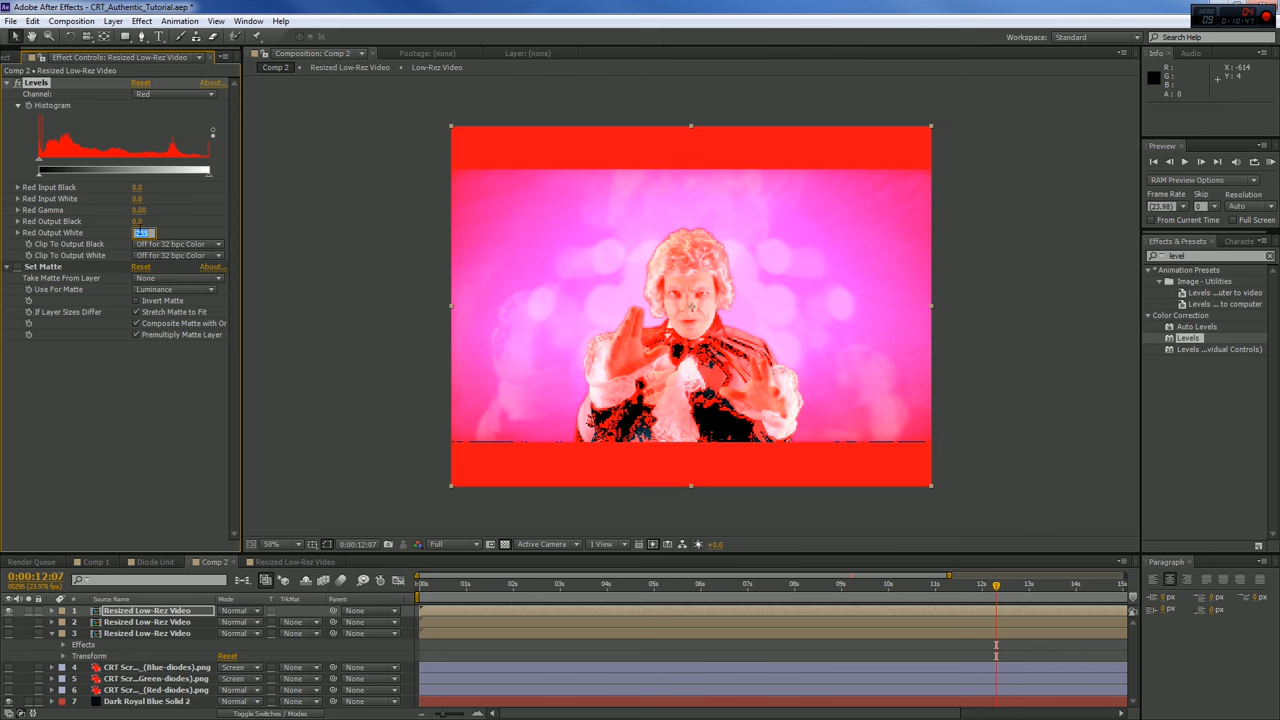 Adobe After Effects - CRT_Authentic_Tutorial.aep *
File Edit Composition Layer Effect Animation View Window Help
04
09 0:10:47
Workspace: Standard Search Help
Effect Controls: Resized Low-Rez Video
Composition: Comp 2 Footage: (none) Layer: (none)
Info Audio
Comp 2 • Resized Low-Rez Video
Comp 2 Resized Low-Rez Video Low-Rez Video
fx Levels Reset About...
Channel: Red
Histogram
R : X : -614
G : Y : 4
B :
A : 0
Preview
RAM Preview Options
Frame Rate Skip Resolution
(23.98) 0 Auto
From Current Time Full Screen
Effects & Presets Characte
level
* Animation Presets
Image - Utilities
Levels ...uter to video
Levels ... to computer
Color Correction
Auto Levels
Levels
Levels ...vidual Controls)
Red Input Black 0.0
Red Input White 0.0
Red Gamma 0.00
Red Output Black 0.0
Red Output White 255
Clip To Output Black Off for 32 bpc Color
Clip To Output White Off for 32 bpc Color
Set Matte Reset About...
Take Matte From Layer None
Use For Matte Luminance
Invert Matte
If Layer Sizes Differ Stretch Matte to Fit
Composite Matte with Or
Premultiply Matte Layer
50% 0:00:12:07 Full Active Camera 1 View +0.0
Render Queue Comp 1 Diode Unit Comp 2 Resized Low-Rez Video
Paragraph
0:00:12:07
00295 (23.976 fps)
0:00s 01s 02s 03s 04s 05s 06s 07s 08s 09s 10s 11s 12s 13s 14s 15s
# Source Name Mode T TrkMat Parent
1 Resized Low-Rez Video Normal None
2 Resized Low-Rez Video Normal None None
3 Resized Low-Rez Video Normal None None
Effects
Transform Reset
4 CRT Scr..._(Blue-diodes).png Screen None None
5 CRT Scr...Green-diodes).png Screen None None
6 CRT Scr..._(Red-diodes).png Normal None None
7 Dark Royal Blue Solid 2 Normal None None
Toggle Switches / Modes
0 px 0 px 0 px
0 px 0 px